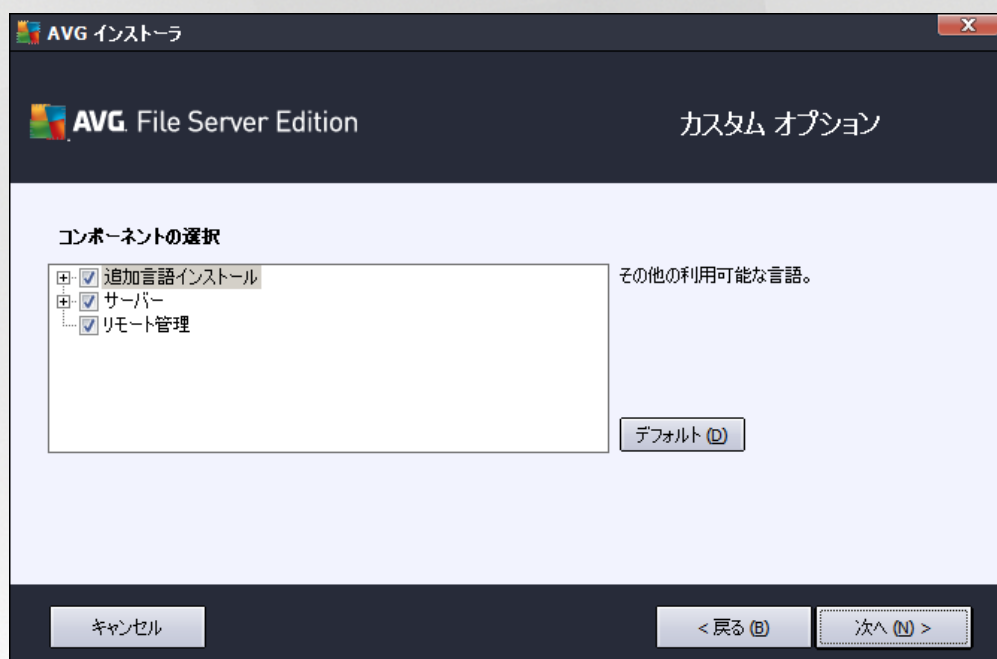 AVG インストーラ
AVG. File Server Edition
カスタム オプション
コンポーネントの選択
追加言語インストール
サーバー
リモート管理
その他の利用可能な言語。
デフォルト (D)
キャンセル
< 戻る (B)
次へ (N) >